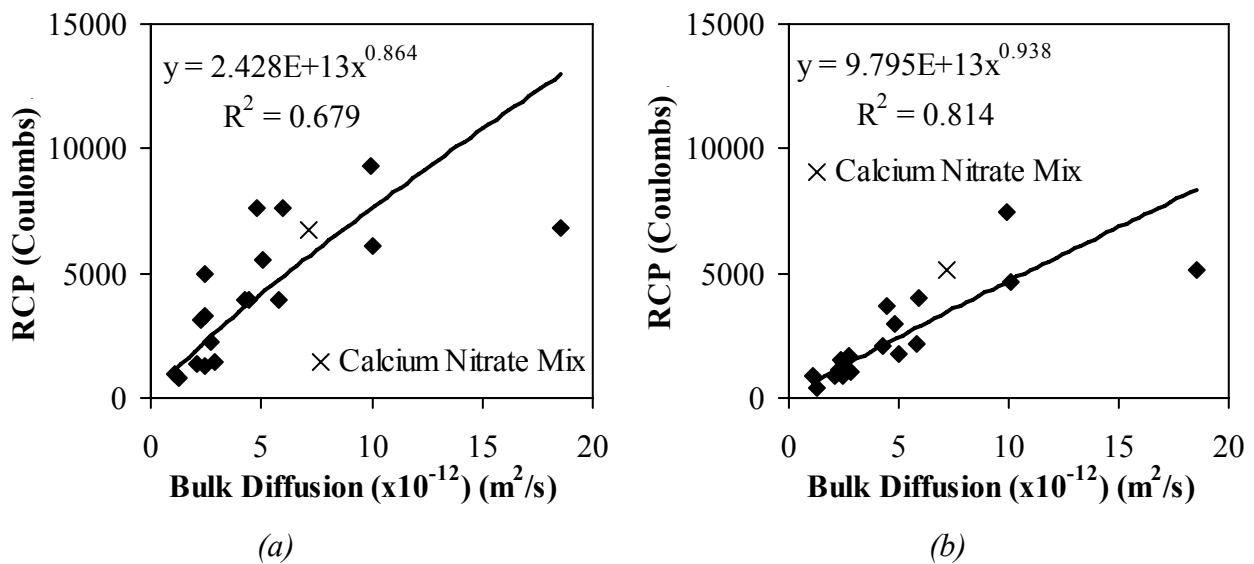 15000
y = 2.428E+13x^0.864
R^2 = 0.679
10000
5000
× Calcium Nitrate Mix
0
0 5 10 15 20
RCP (Coulombs)
Bulk Diffusion (x10^-12) (m^2/s)
(a)
15000
y = 9.795E+13x^0.938
R^2 = 0.814
10000
× Calcium Nitrate Mix
5000
0
0 5 10 15 20
RCP (Coulombs)
Bulk Diffusion (x10^-12) (m^2/s)
(b)